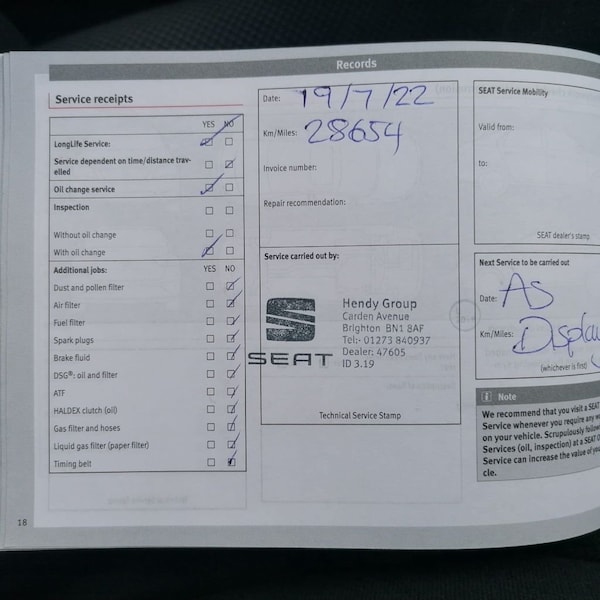 Records
Service receipts
YES NO
LongLife Service:
Service dependent on time/distance trav-
elled
Oil change service
Inspection
Without oil change
With oil change
Additional jobs: YES NO
Dust and pollen filter
Air filter
Fuel filter
Spark plugs
Brake fluid
DSG®: oil and filter
ATF
HALDEX clutch (oil)
Gas filter and hoses
Liquid gas filter (paper filter)
Timing belt
18
Date: 19/7/22
Km/Miles: 28654
Invoice number:
Repair recommendation:
Service carried out by:
SEAT
Hendy Group
Carden Avenue
Brighton BN1 8AF
Tel:- 01273 840937
Dealer: 47605
ID 3.19
Technical Service Stamp
SEAT Service Mobility
Valid from:
to:
SEAT dealer's stamp
Next Service to be carried out
Date: AS
Km/Miles: Display
(whichever is first)
i Note
We recommend that you visit a SEAT
Service whenever you require any
on your vehicle. Scrupulously
Services (oil, inspection) at a SEAT
Service can increase the value of
cle.